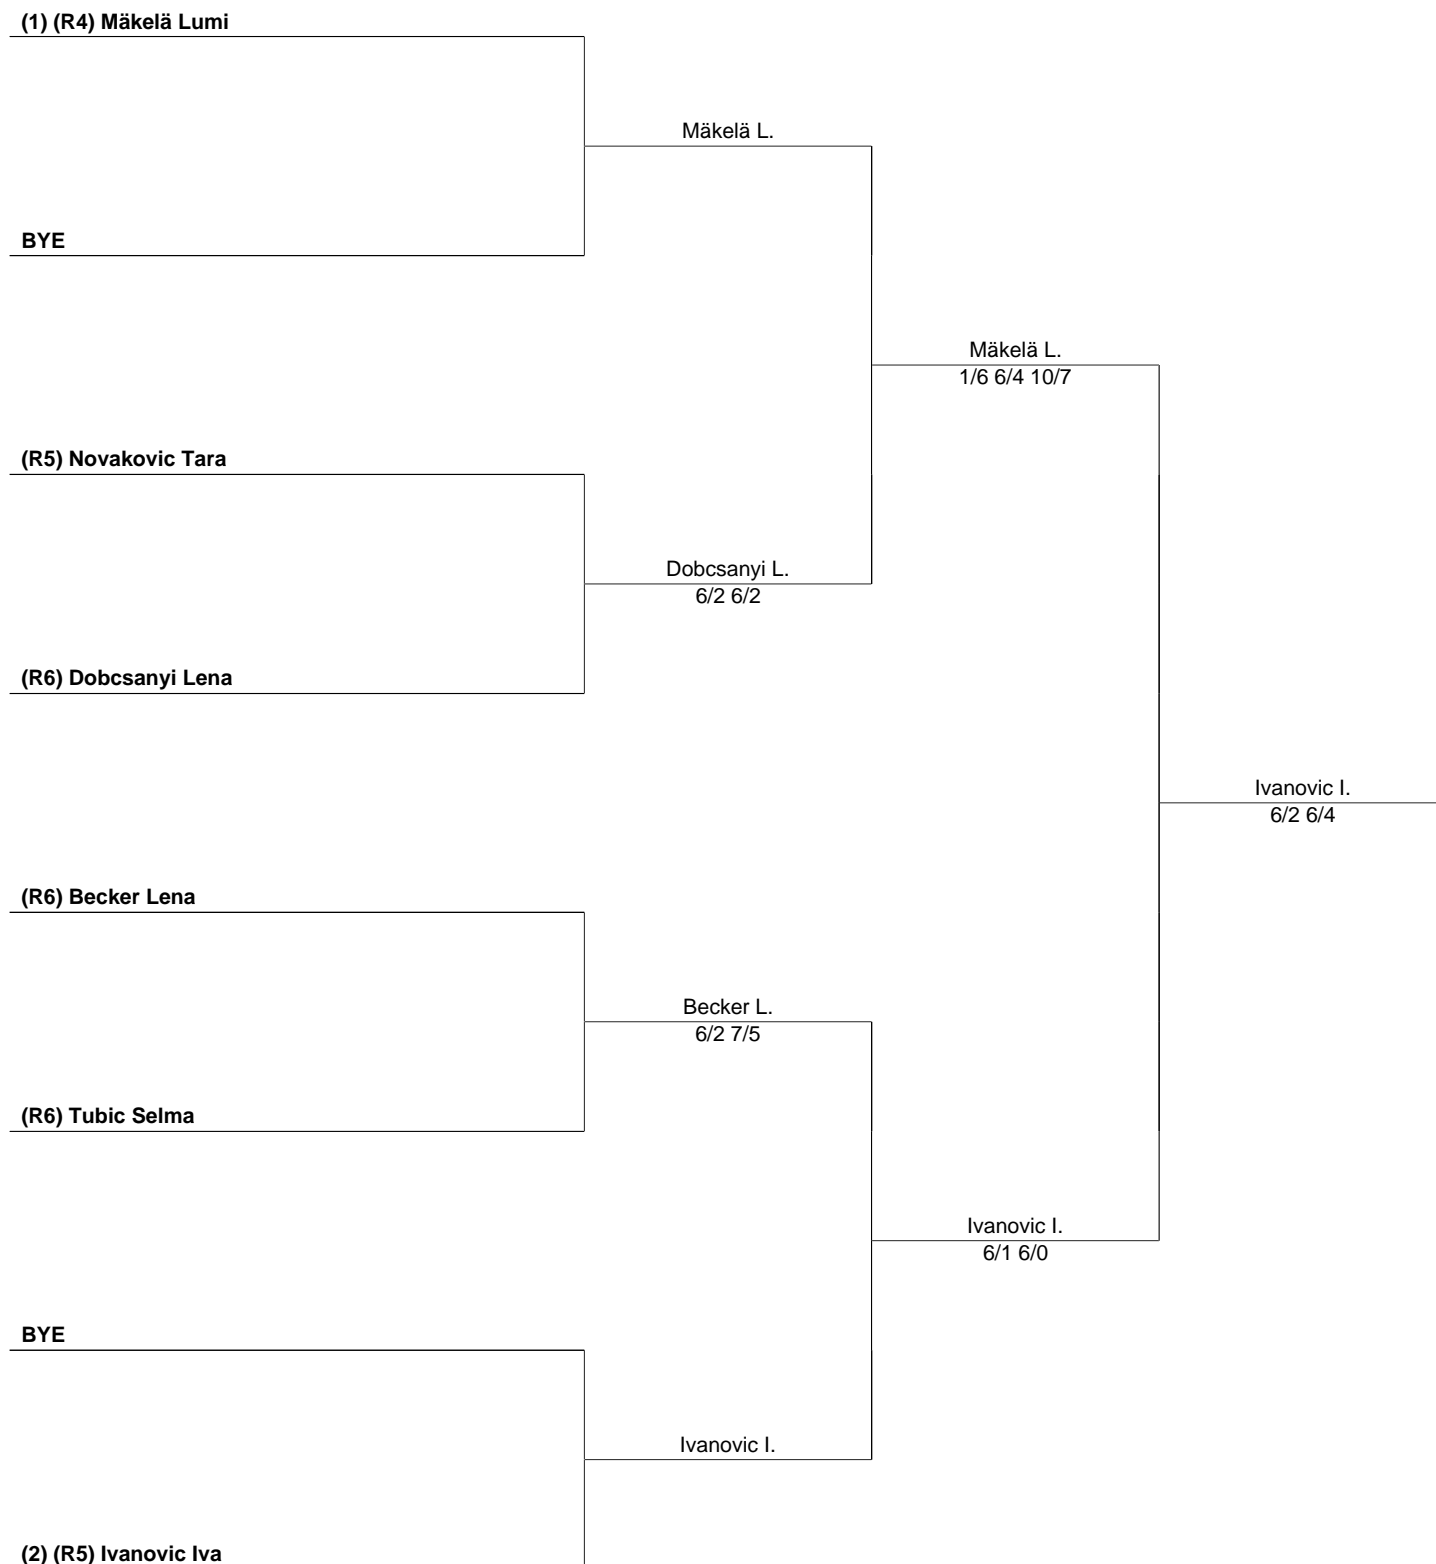 (1) (R4) Mäkelä Lumi
Mäkelä L.
BYE
Mäkelä L.
1/6 6/4 10/7
(R5) Novakovic Tara
Dobcsanyi L.
6/2 6/2
(R6) Dobcsanyi Lena
Ivanovic I.
6/2 6/4
(R6) Becker Lena
Becker L.
6/2 7/5
(R6) Tubic Selma
Ivanovic I.
6/1 6/0
BYE
Ivanovic I.
(2) (R5) Ivanovic Iva